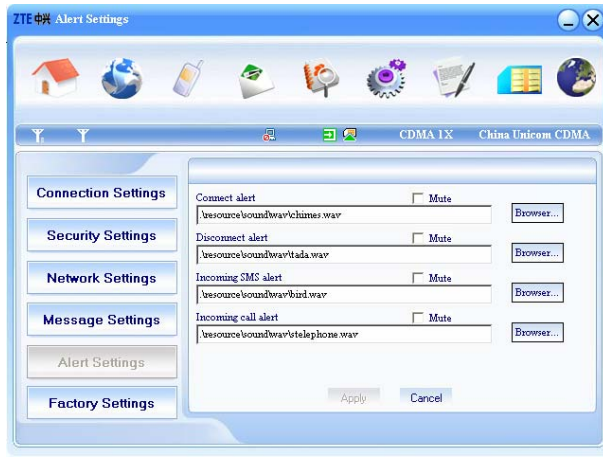 ZTE中兴 Alert Settings
CDMA 1X China Unicom CDMA
Connection Settings
Security Settings
Network Settings
Message Settings
Alert Settings
Factory Settings
Connect alert Mute
.\resource\sound\wav\chimes.wav Browser...
Disconnect alert Mute
.\resource\sound\wav\tada.wav Browser...
Incoming SMS alert Mute
.\resource\sound\wav\bird.wav Browser...
Incoming call alert Mute
.\resource\sound\wav\telephone.wav Browser...
Apply Cancel